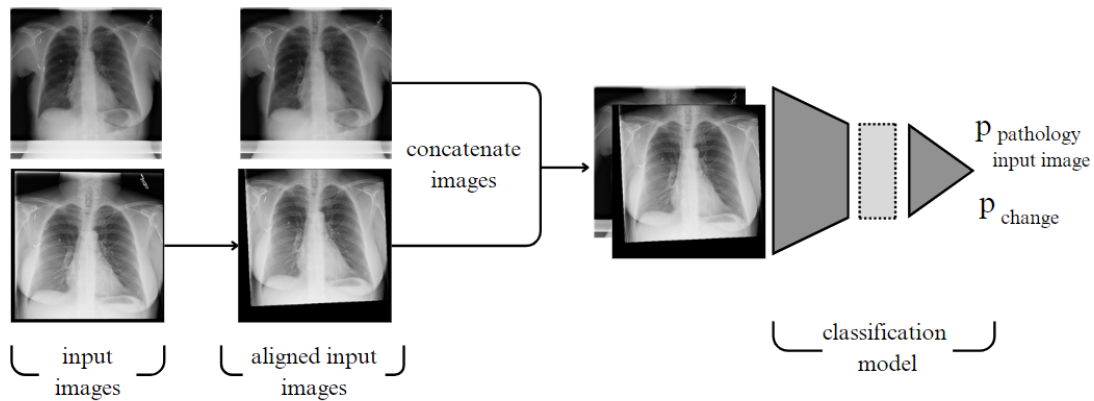 concatenate
images
p pathology
input image
p change
input
images
aligned input
images
classification
model